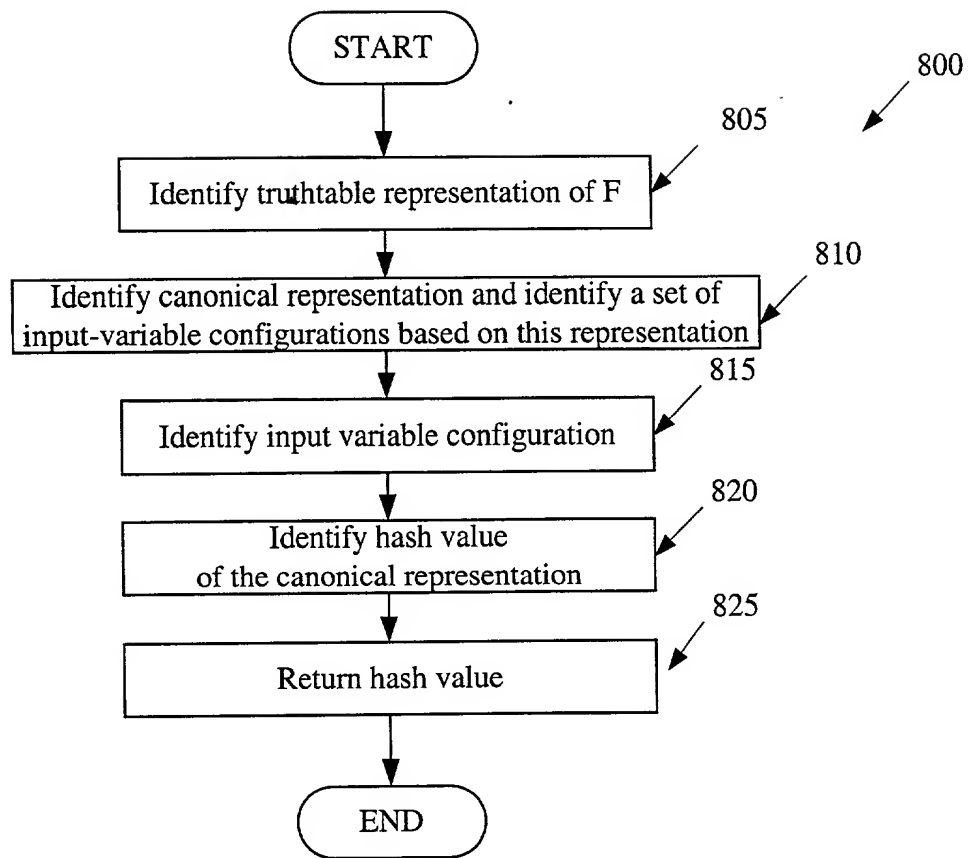 START
800
805
Identify truthtable representation of F
810
Identify canonical representation and identify a set of
input-variable configurations based on this representation
815
Identify input variable configuration
820
Identify hash value
of the canonical representation
825
Return hash value
END